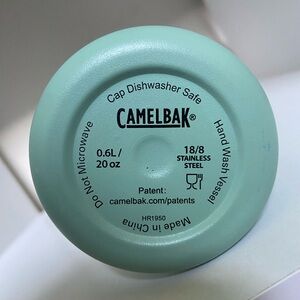 Cap Dishwasher Safe
CAMELBAK®
Do Not Microwave
0.6L /
20 oz
18/8
STAINLESS
STEEL
Hand Wash Vessel
Patent:
camelbak.com/patents
HR1950
Made in China